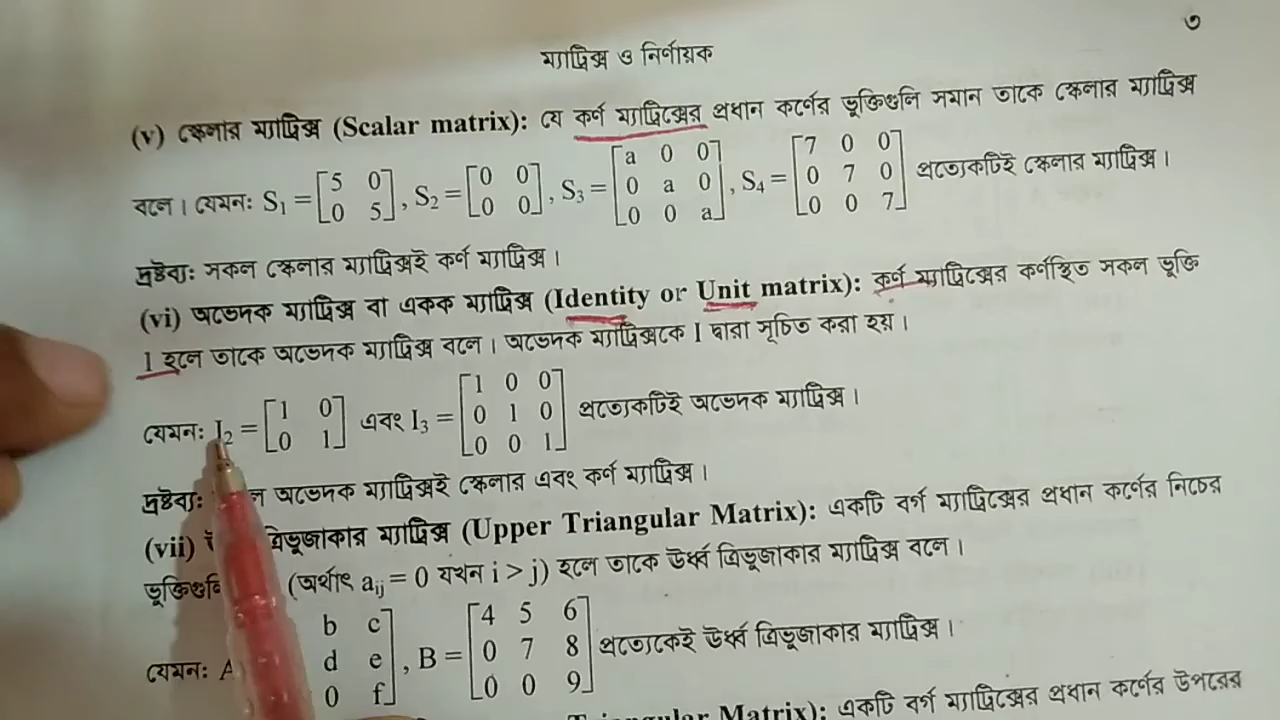 ৩
ম্যাট্রিক্স ও নির্ণায়ক
(v) স্কেলার ম্যাট্রিক্স (Scalar matrix): যে কর্ণ ম্যাট্রিক্সের প্রধান কর্ণের ভূক্তিগুলি সমান তাকে স্কেলার ম্যাট্রিক্স
বলে। যেমনঃ S₁ = [5 0; 0 5], S₂ = [0 0; 0 0], S₃ = [a 0 0; 0 a 0; 0 0 a], S₄ = [7 0 0; 0 7 0; 0 0 7] প্রত্যেকটিই স্কেলার ম্যাট্রিক্স।
দ্রষ্টব্যঃ সকল স্কেলার ম্যাট্রিক্সই কর্ণ ম্যাট্রিক্স।
(vi) অভেদক ম্যাট্রিক্স বা একক ম্যাট্রিক্স (Identity or Unit matrix): কর্ণ ম্যাট্রিক্সের কর্ণস্থিত সকল ভূক্তি
1 হলে তাকে অভেদক ম্যাট্রিক্স বলে। অভেদক ম্যাট্রিক্সকে I দ্বারা সূচিত করা হয়।
যেমনঃ I₂ = [1 0; 0 1] এবং I₃ = [1 0 0; 0 1 0; 0 0 1] প্রত্যেকটিই অভেদক ম্যাট্রিক্স।
দ্রষ্টব্যঃ অভেদক ম্যাট্রিক্সই স্কেলার এবং কর্ণ ম্যাট্রিক্স।
(vii) ত্রিভূজাকার ম্যাট্রিক্স (Upper Triangular Matrix): একটি বর্গ ম্যাট্রিক্সের প্রধান কর্ণের নিচের
(অর্থাৎ aᵢⱼ = 0 যখন i > j) হলে তাকে ঊর্ধ্ব ত্রিভূজাকার ম্যাট্রিক্স বলে।
যেমনঃ A b c; d e; 0 f], B = [4 5 6; 0 7 8; 0 0 9] প্রত্যেকেই ঊর্ধ্ব ত্রিভূজাকার ম্যাট্রিক্স।
Matrix): একটি বর্গ ম্যাট্রিক্সের প্রধান কর্ণের উপরের